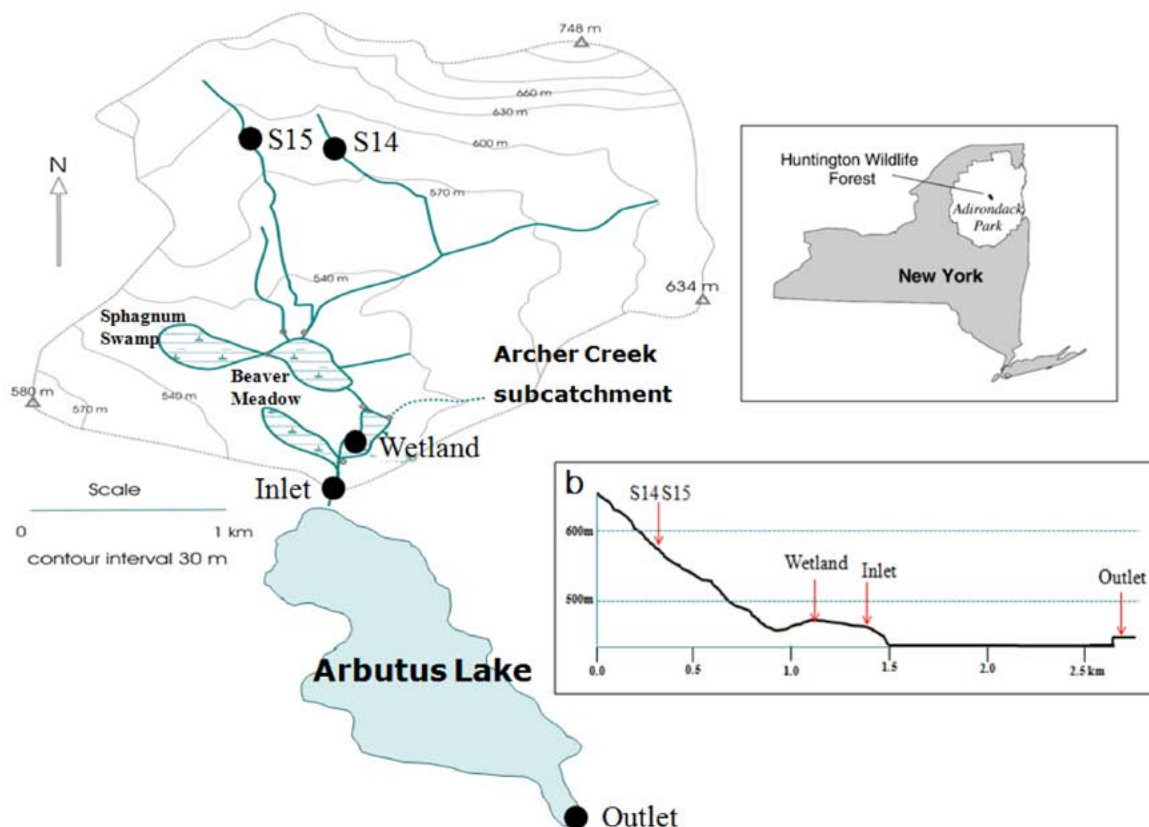 748 m
660 m
630 m
600 m
S15
S14
N
570 m
540 m
634 m
Sphagnum
Swamp
Beaver
Meadow
580 m
570 m
540 m
Archer Creek
subcatchment
Wetland
Inlet
Scale
0 1 km
contour interval 30 m
Arbutus Lake
Outlet
Huntington Wildlife
Forest
Adirondack
Park
New York
b
S14 S15
600m
Wetland
Inlet
Outlet
500m
0.0 0.5 1.0 1.5 2.0 2.5 km